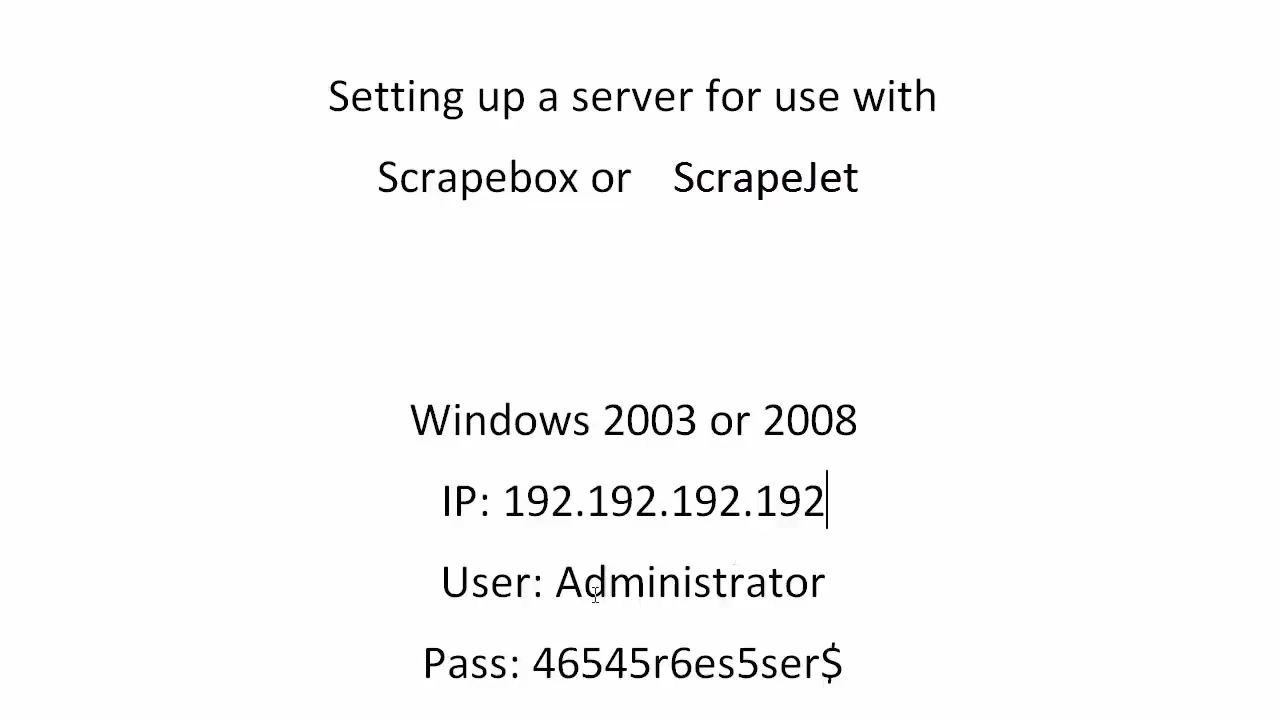 Setting up a server for use with
Scrapebox or ScrapeJet
Windows 2003 or 2008
IP: 192.192.192.192
User: Administrator
Pass: 46545r6es5ser$